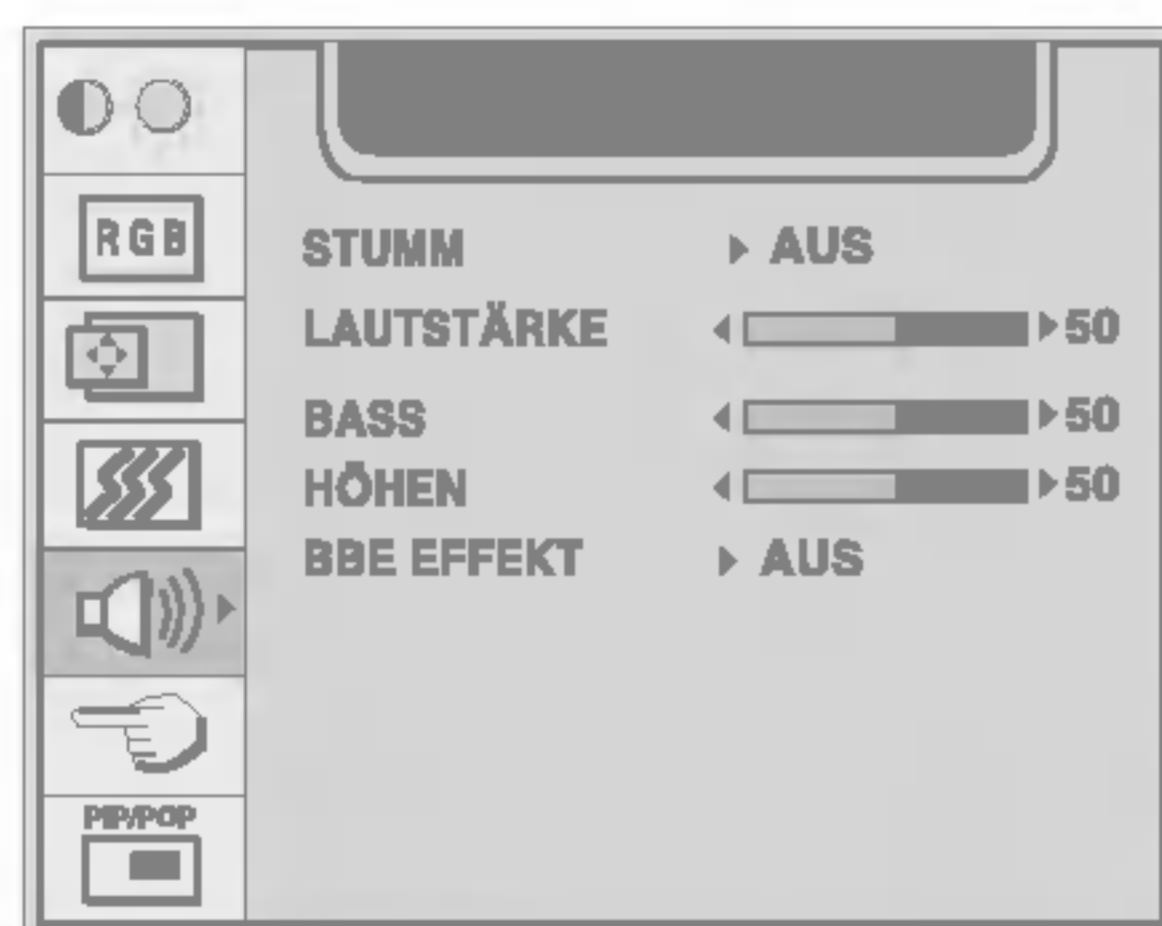 RGB
STUMM AUS
LAUTSTÄRKE 50
BASS 50
HÖHEN 50
BBE EFFEKT AUS
PIP/POP